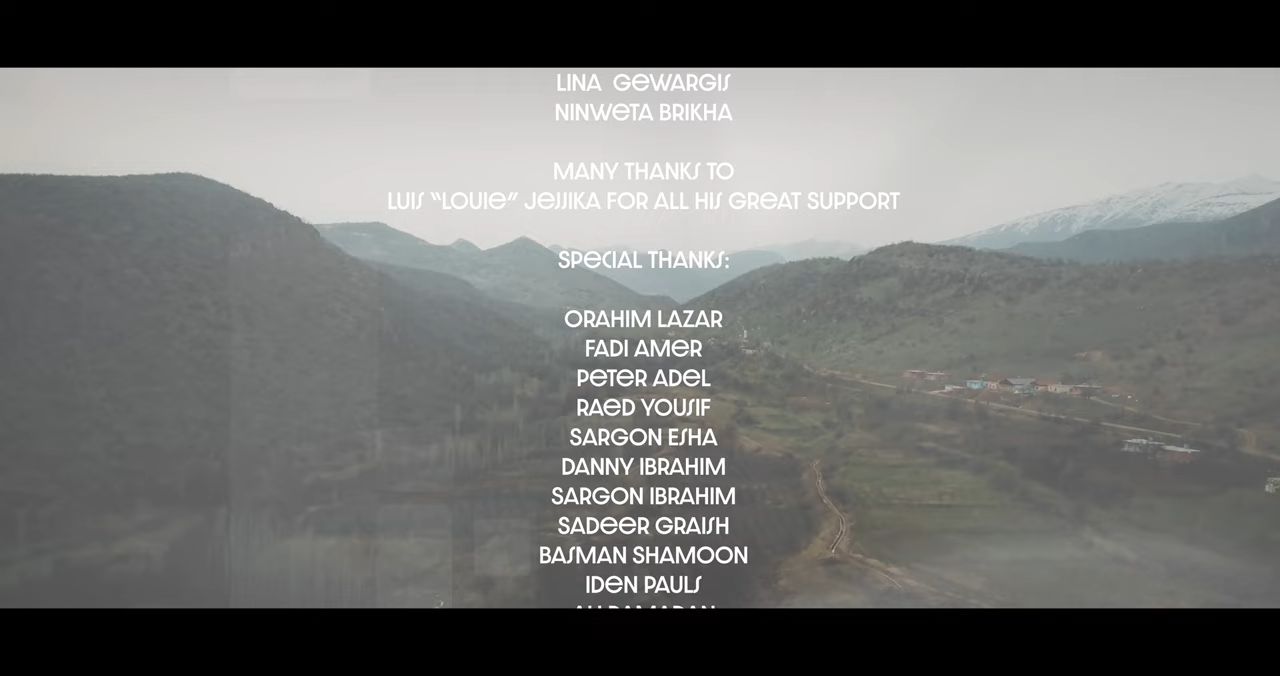 LINA GEWARGIS
NINWETA BRIKHA
MANY THANKS TO
LUIS "LOUIE" JEJJIKA FOR ALL HIS GREAT SUPPORT
SPECIAL THANKS:
ORAHIM LAZAR
FADI AMER
PETER ADEL
RAED YOUSIF
SARGON ESHA
DANNY IBRAHIM
SARGON IBRAHIM
SADEER GRAISH
BASMAN SHAMOON
IDEN PAULS